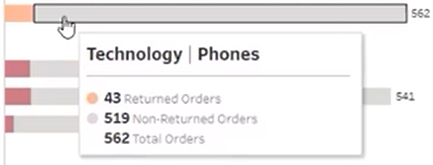 562
Technology | Phones
43 Returned Orders
519 Non-Returned Orders
562 Total Orders
541